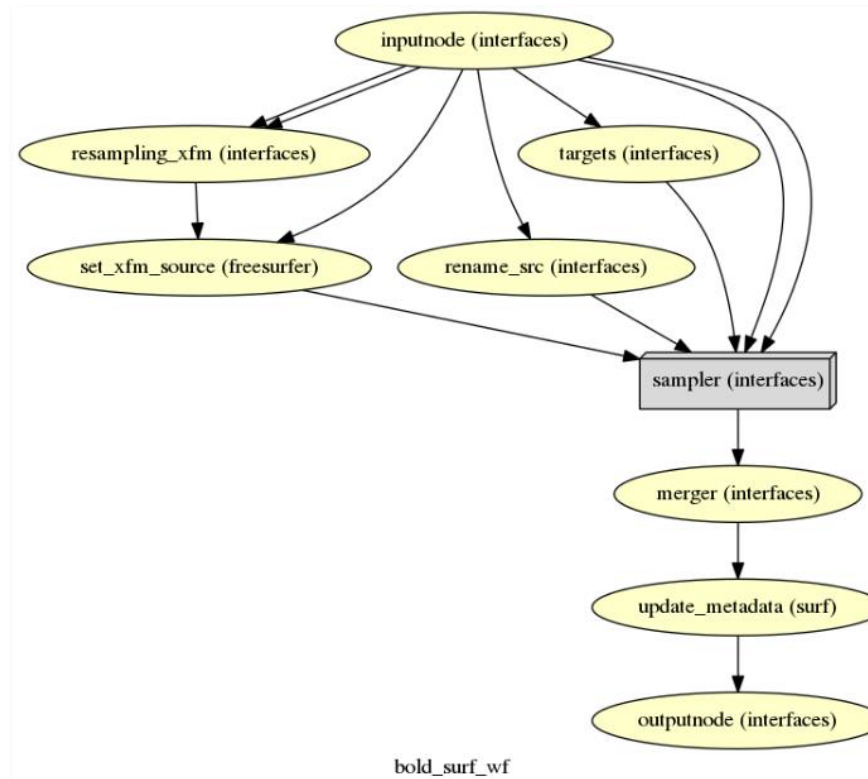 inputnode (interfaces)
resampling_xfm (interfaces)
targets (interfaces)
set_xfm_source (freesurfer)
rename_src (interfaces)
sampler (interfaces)
merger (interfaces)
update_metadata (surf)
outputnode (interfaces)
bold_surf_wf